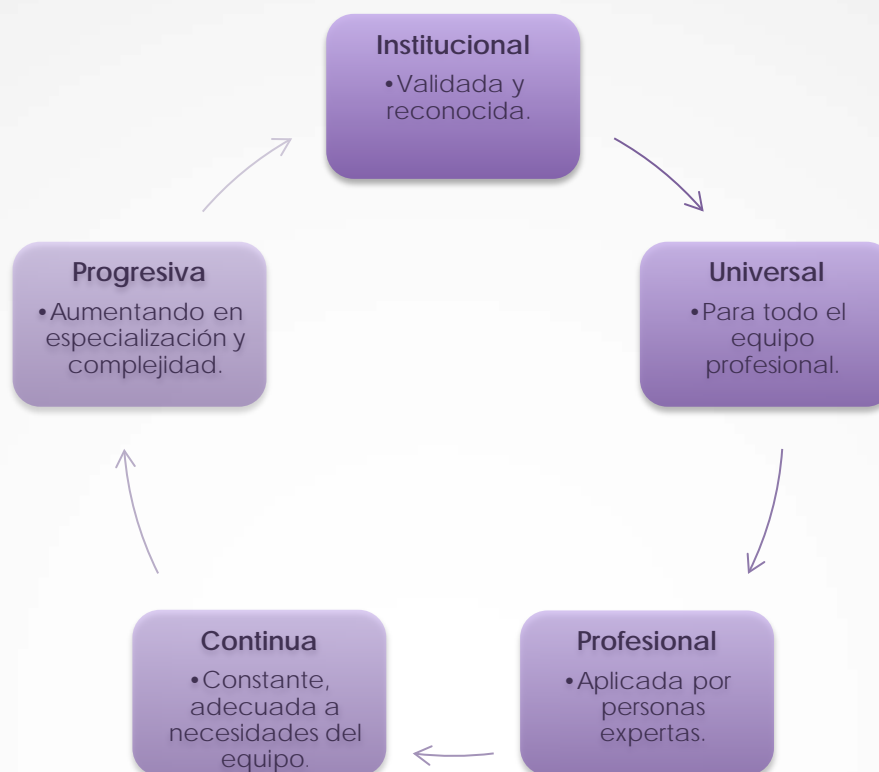 Institucional
•Validada y
reconocida.
Universal
•Para todo el
equipo
profesional.
Profesional
•Aplicada por
personas
expertas.
Continua
•Constante,
adecuada a
necesidades del
equipo.
Progresiva
•Aumentando en
especialización y
complejidad.